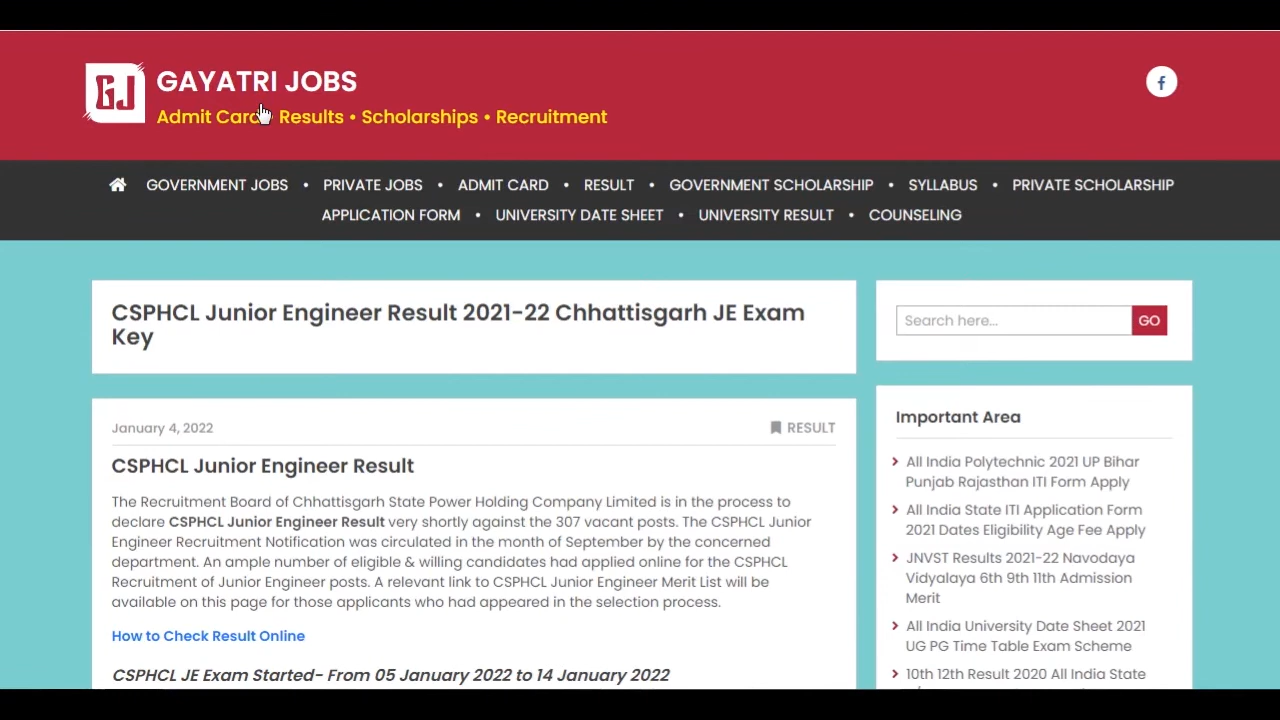 GJ
GAYATRI JOBS
Admit Card • Results • Scholarships • Recruitment
GOVERNMENT JOBS • PRIVATE JOBS • ADMIT CARD • RESULT • GOVERNMENT SCHOLARSHIP • SYLLABUS • PRIVATE SCHOLARSHIP
APPLICATION FORM • UNIVERSITY DATE SHEET • UNIVERSITY RESULT • COUNSELING
CSPHCL Junior Engineer Result 2021-22 Chhattisgarh JE Exam
Key
January 4, 2022
RESULT
CSPHCL Junior Engineer Result
The Recruitment Board of Chhattisgarh State Power Holding Company Limited is in the process to
declare CSPHCL Junior Engineer Result very shortly against the 307 vacant posts. The CSPHCL Junior
Engineer Recruitment Notification was circulated in the month of September by the concerned
department. An ample number of eligible & willing candidates had applied online for the CSPHCL
Recruitment of Junior Engineer posts. A relevant link to CSPHCL Junior Engineer Merit List will be
available on this page for those applicants who had appeared in the selection process.
How to Check Result Online
CSPHCL JE Exam Started- From 05 January 2022 to 14 January 2022
Search here...
GO
Important Area
All India Polytechnic 2021 UP Bihar
Punjab Rajasthan ITI Form Apply
All India State ITI Application Form
2021 Dates Eligibility Age Fee Apply
JNVST Results 2021-22 Navodaya
Vidyalaya 6th 9th 11th Admission
Merit
All India University Date Sheet 2021
UG PG Time Table Exam Scheme
10th 12th Result 2020 All India State